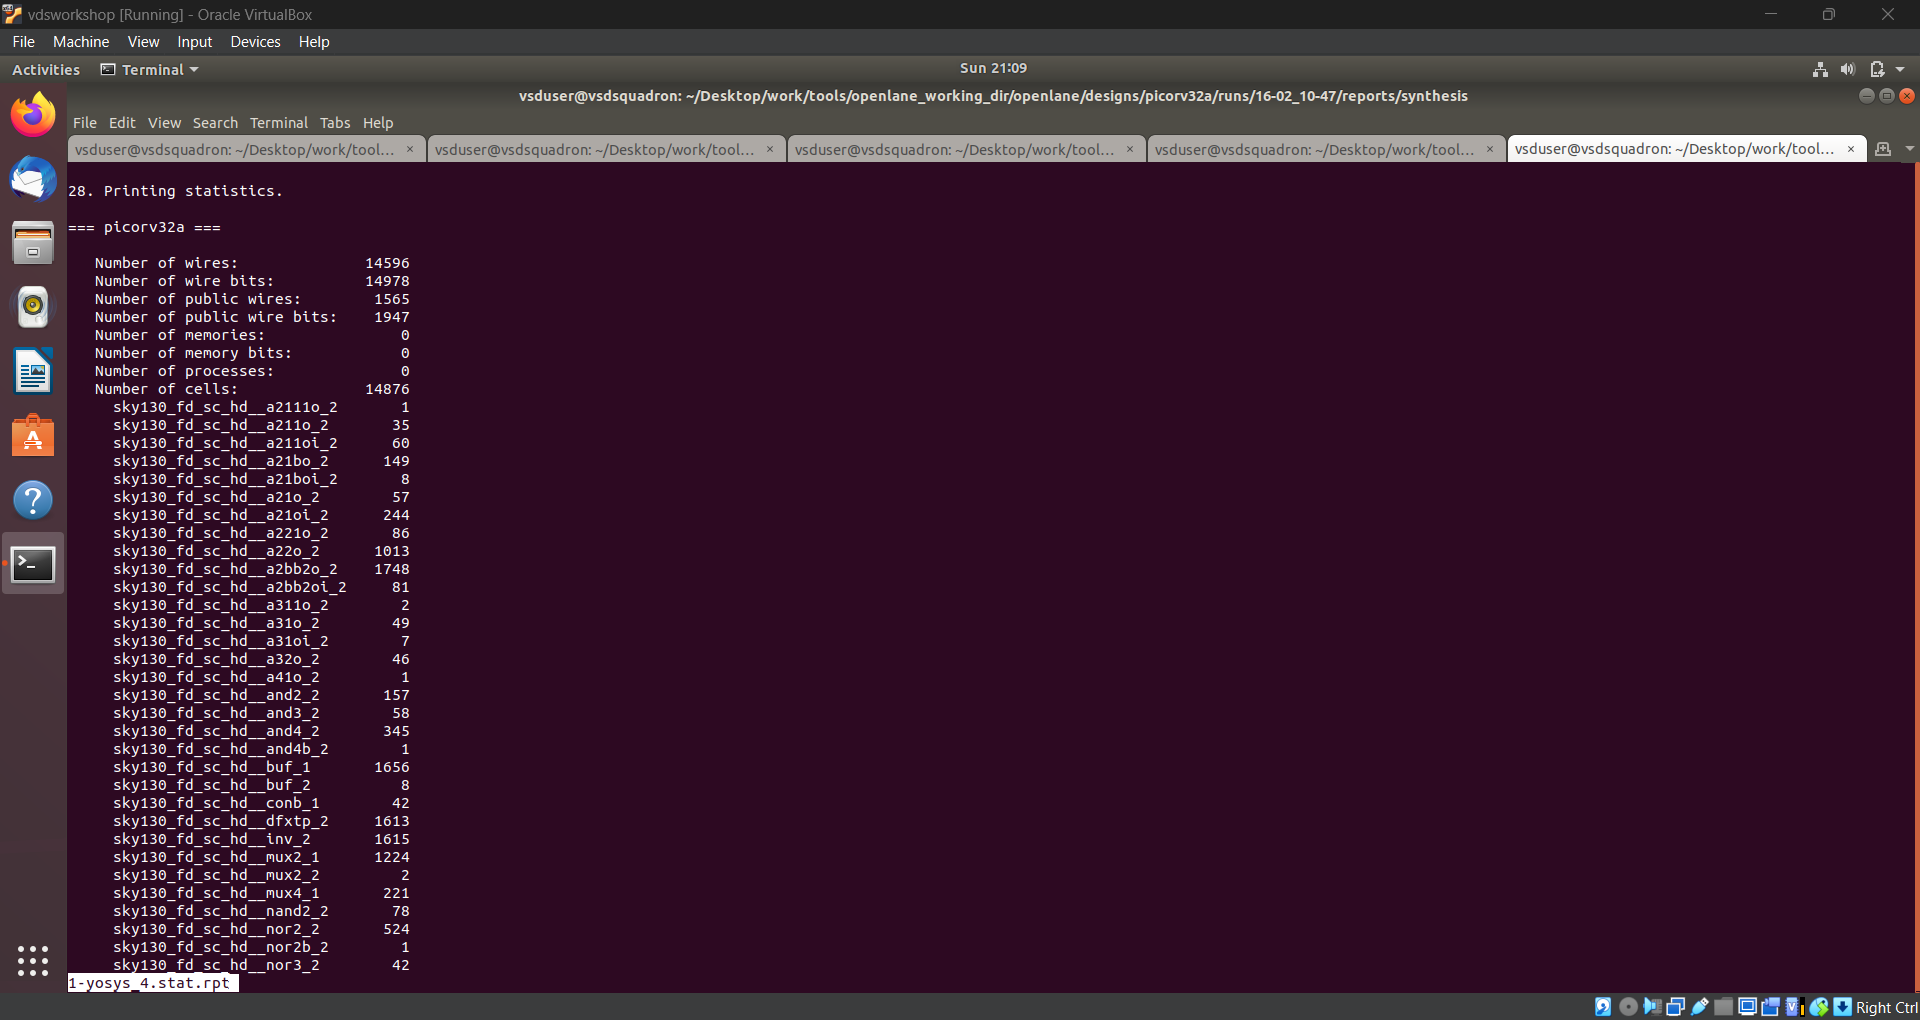 vdsworkshop [Running] - Oracle VirtualBox
File Machine View Input Devices Help
Activities Terminal Sun 21:09
vsduser@vsdsquadron: ~/Desktop/work/tools/openlane_working_dir/openlane/designs/picorv32a/runs/16-02_10-47/reports/synthesis
File Edit View Search Terminal Tabs Help
vsduser@vsdsquadron: ~/Desktop/work/tool... × vsduser@vsdsquadron: ~/Desktop/work/tool... × vsduser@vsdsquadron: ~/Desktop/work/tool... × vsduser@vsdsquadron: ~/Desktop/work/tool... × vsduser@vsdsquadron: ~/Desktop/work/tool... ×
28. Printing statistics.
=== picorv32a ===
Number of wires: 14596
Number of wire bits: 14978
Number of public wires: 1565
Number of public wire bits: 1947
Number of memories: 0
Number of memory bits: 0
Number of processes: 0
Number of cells: 14876
sky130_fd_sc_hd__a2111o_2 1
sky130_fd_sc_hd__a211o_2 35
sky130_fd_sc_hd__a211oi_2 60
sky130_fd_sc_hd__a21bo_2 149
sky130_fd_sc_hd__a21boi_2 8
sky130_fd_sc_hd__a21o_2 57
sky130_fd_sc_hd__a21oi_2 244
sky130_fd_sc_hd__a221o_2 86
sky130_fd_sc_hd__a22o_2 1013
sky130_fd_sc_hd__a2bb2o_2 1748
sky130_fd_sc_hd__a2bb2oi_2 81
sky130_fd_sc_hd__a311o_2 2
sky130_fd_sc_hd__a31o_2 49
sky130_fd_sc_hd__a31oi_2 7
sky130_fd_sc_hd__a32o_2 46
sky130_fd_sc_hd__a41o_2 1
sky130_fd_sc_hd__and2_2 157
sky130_fd_sc_hd__and3_2 58
sky130_fd_sc_hd__and4_2 345
sky130_fd_sc_hd__and4b_2 1
sky130_fd_sc_hd__buf_1 1656
sky130_fd_sc_hd__buf_2 8
sky130_fd_sc_hd__conb_1 42
sky130_fd_sc_hd__dfxtp_2 1613
sky130_fd_sc_hd__inv_2 1615
sky130_fd_sc_hd__mux2_1 1224
sky130_fd_sc_hd__mux2_2 2
sky130_fd_sc_hd__mux4_1 221
sky130_fd_sc_hd__nand2_2 78
sky130_fd_sc_hd__nor2_2 524
sky130_fd_sc_hd__nor2b_2 1
sky130_fd_sc_hd__nor3_2 42
1-yosys_4.stat.rpt
Right Ctrl